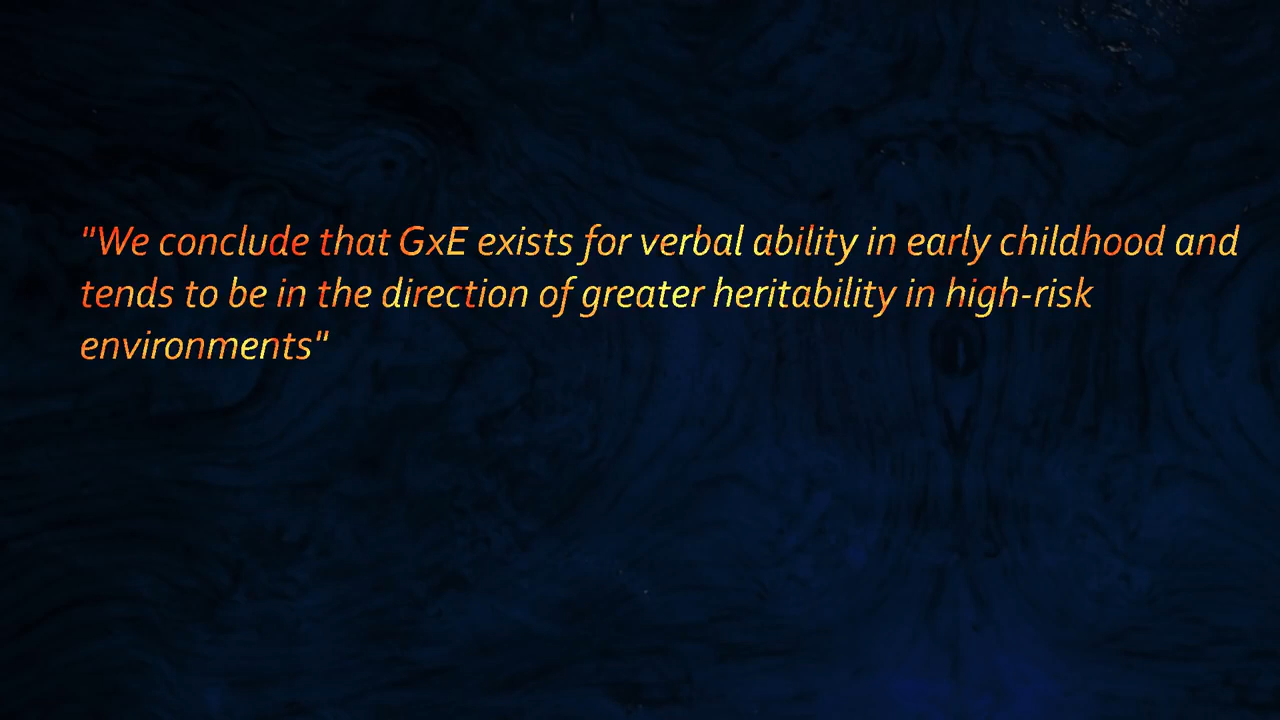 "We conclude that GxE exists for verbal ability in early childhood and
tends to be in the direction of greater heritability in high-risk
environments"